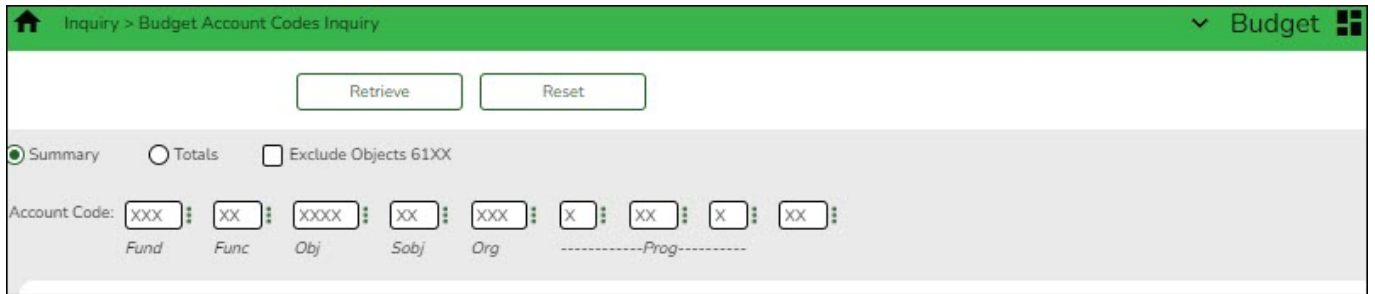 Inquiry > Budget Account Codes Inquiry Budget
Retrieve Reset
Summary Totals Exclude Objects 61XX
Account Code: XXX XX XXXX XX XXX X XX X XX
Fund Func Obj Sobj Org ------------Prog----------